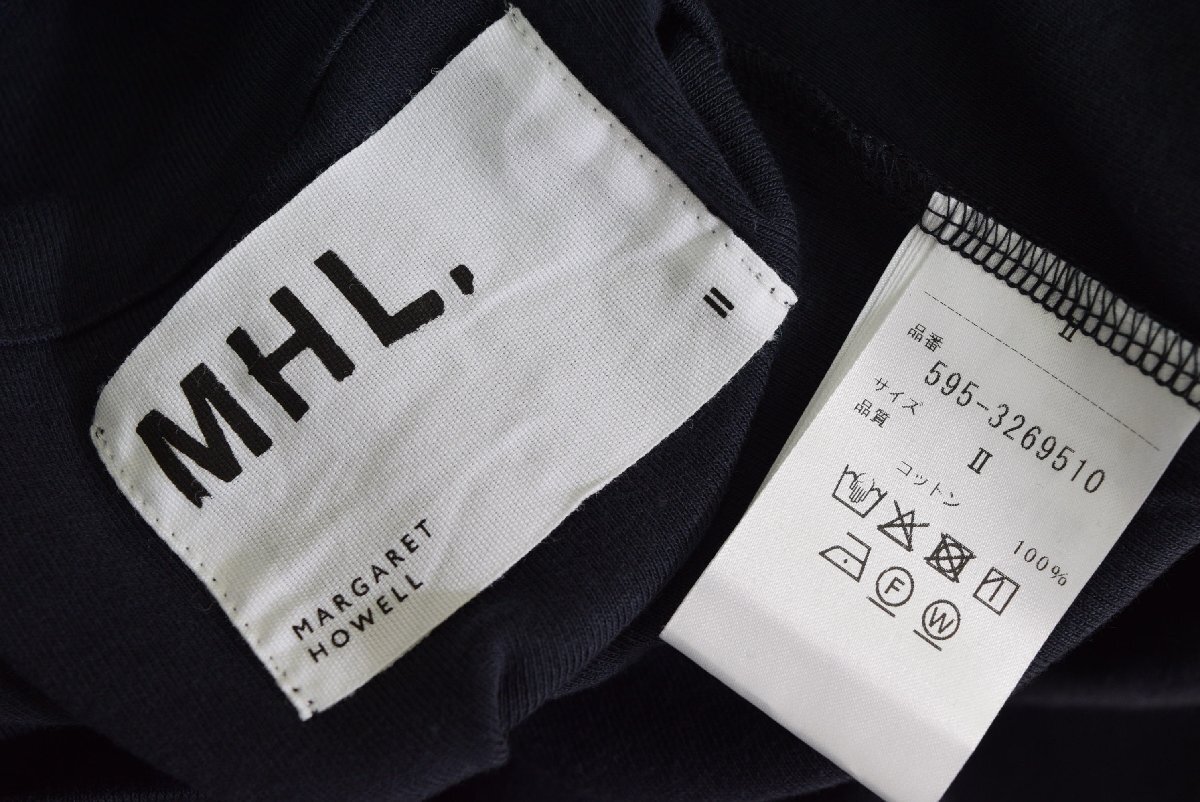 MHL.
II
MARGARET
HOWELL
II
品番
595-3269510
サイズ
II
品質
コットン 100%
F W